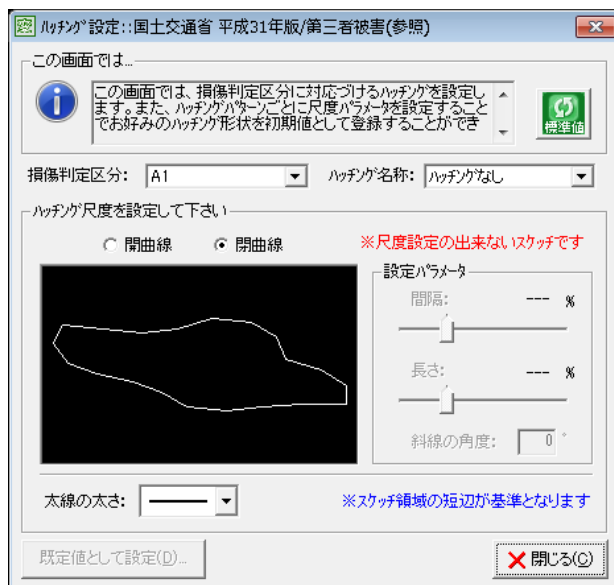 ﾊｯﾁﾝｸﾞ設定::国土交通省 平成31年版/第三者被害(参照)
この画面では...
この画面では、損傷判定区分に対応づけるﾊｯﾁﾝｸﾞを設定し
ます。また、ﾊｯﾁﾝｸﾞﾊﾟﾀｰﾝごとに尺度ﾊﾟﾗﾒｰﾀを設定すること
でお好みのﾊｯﾁﾝｸﾞ形状を初期値として登録することができ
標準値
損傷判定区分: A1 ﾊｯﾁﾝｸﾞ名称: ﾊｯﾁﾝｸﾞなし
ﾊｯﾁﾝｸﾞ尺度を設定して下さい
開曲線 閉曲線 ※尺度設定の出来ないｽｹｯﾁです
設定ﾊﾟﾗﾒｰﾀ
間隔: --- %
長さ: --- %
斜線の角度: 0 °
太線の太さ: ※ｽｹｯﾁ領域の短辺が基準となります
既定値として設定(D)... 閉じる(C)